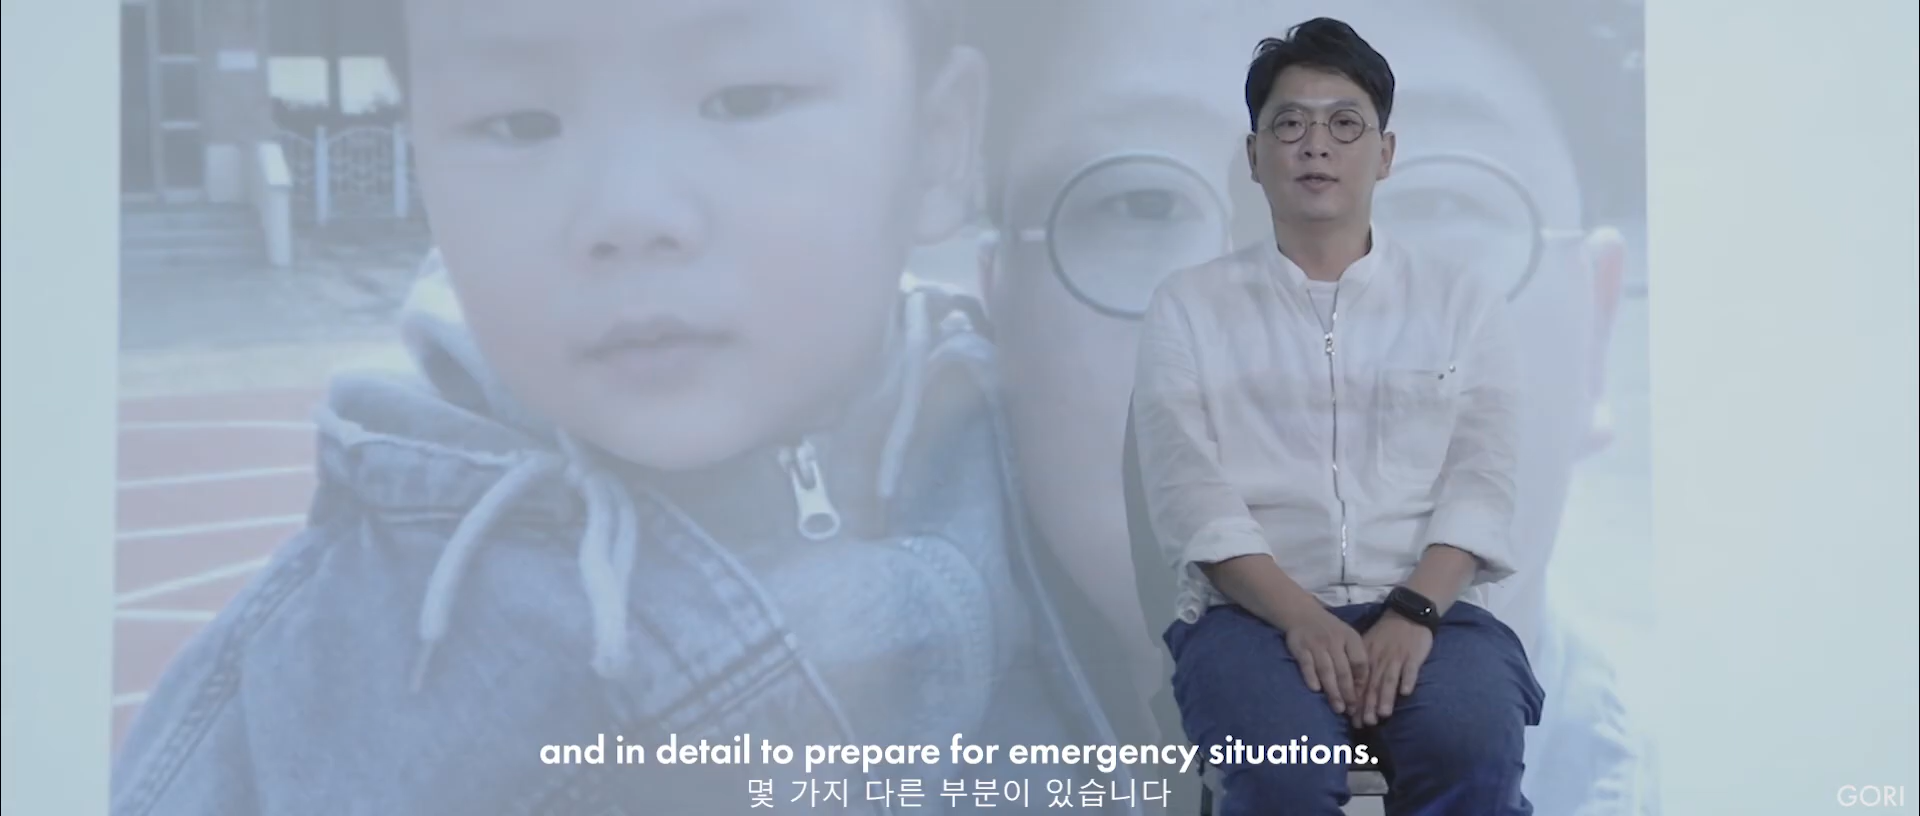 and in detail to prepare for emergency situations.
몇 가지 다른 부분이 있습니다
GORI